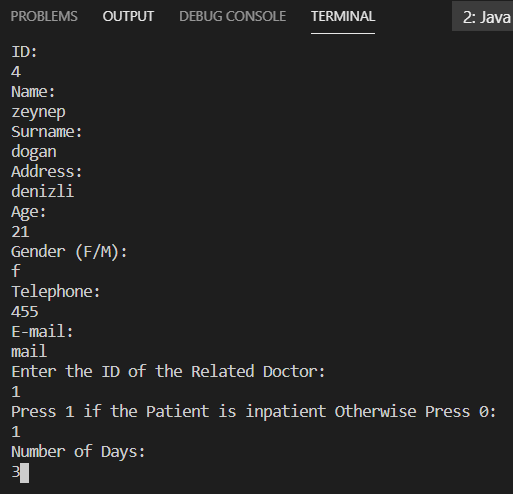 PROBLEMS OUTPUT DEBUG CONSOLE TERMINAL 2: Java
ID:
4
Name:
zeynep
Surname:
dogan
Address:
denizli
Age:
21
Gender (F/M):
f
Telephone:
455
E-mail:
mail
Enter the ID of the Related Doctor:
1
Press 1 if the Patient is inpatient Otherwise Press 0:
1
Number of Days:
3